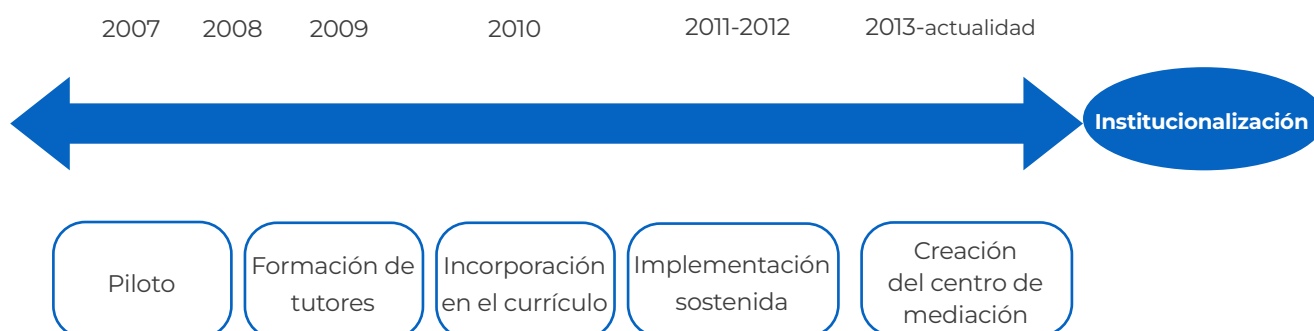 2007 2008 2009 2010 2011-2012 2013-actualidad
Institucionalización
Piloto
Formación de
tutores
Incorporación
en el currículo
Implementación
sostenida
Creación
del centro de
mediación